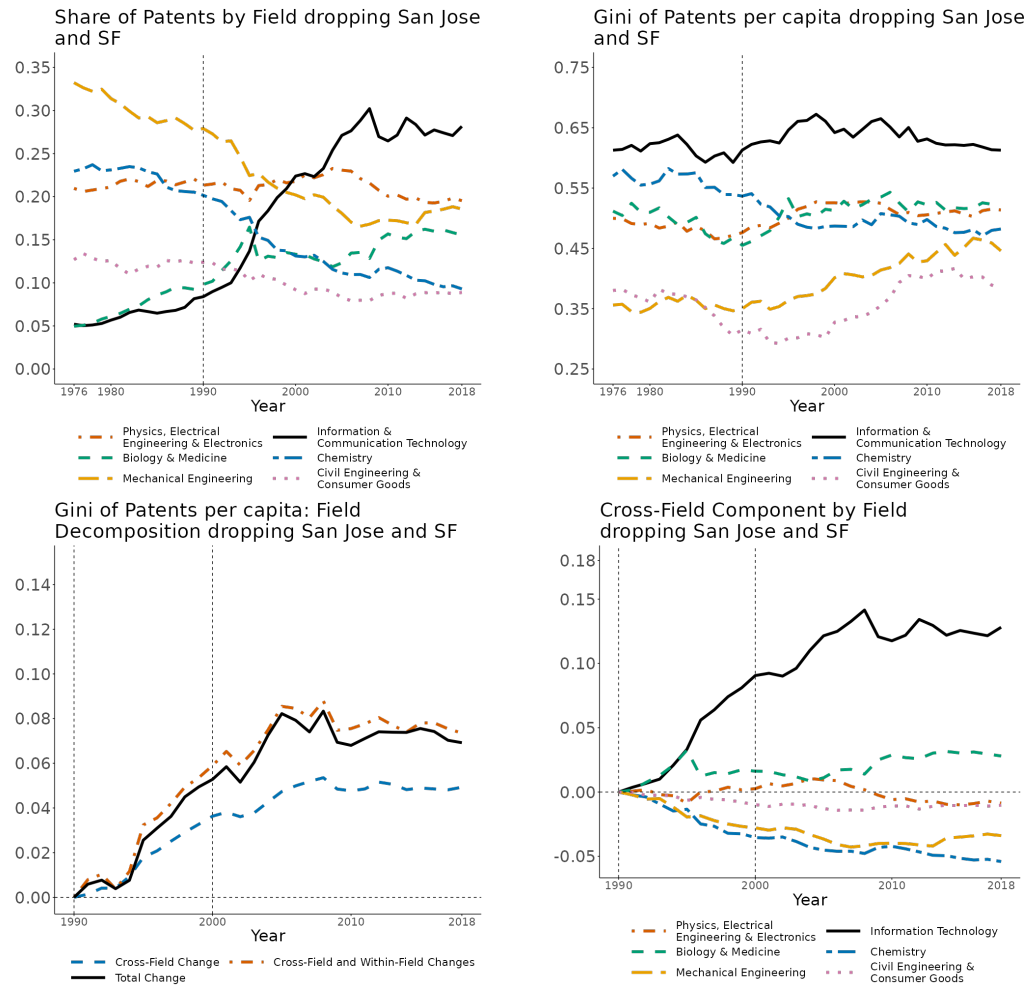 Share of Patents by Field dropping San Jose
and SF
0.35
0.30
0.25
0.20
0.15
0.10
0.05
0.00
1976 1980 1990 2000 2010 2018
Year
Physics, Electrical
Engineering & Electronics
Information &
Communication Technology
Biology & Medicine
Chemistry
Mechanical Engineering
Civil Engineering &
Consumer Goods
Gini of Patents per capita dropping San Jose
and SF
0.75
0.65
0.55
0.45
0.35
0.25
1976 1980 1990 2000 2010 2018
Year
Physics, Electrical
Engineering & Electronics
Information &
Communication Technology
Biology & Medicine
Chemistry
Mechanical Engineering
Civil Engineering &
Consumer Goods
Gini of Patents per capita: Field
Decomposition dropping San Jose and SF
0.14
0.12
0.10
0.08
0.06
0.04
0.02
0.00
1990 2000 2010 2018
Year
Cross-Field Change
Cross-Field and Within-Field Changes
Total Change
Cross-Field Component by Field
dropping San Jose and SF
0.18
0.15
0.10
0.05
0.00
-0.05
1990 2000 2010 2018
Year
Physics, Electrical
Engineering & Electronics
Information Technology
Biology & Medicine
Chemistry
Mechanical Engineering
Civil Engineering &
Consumer Goods